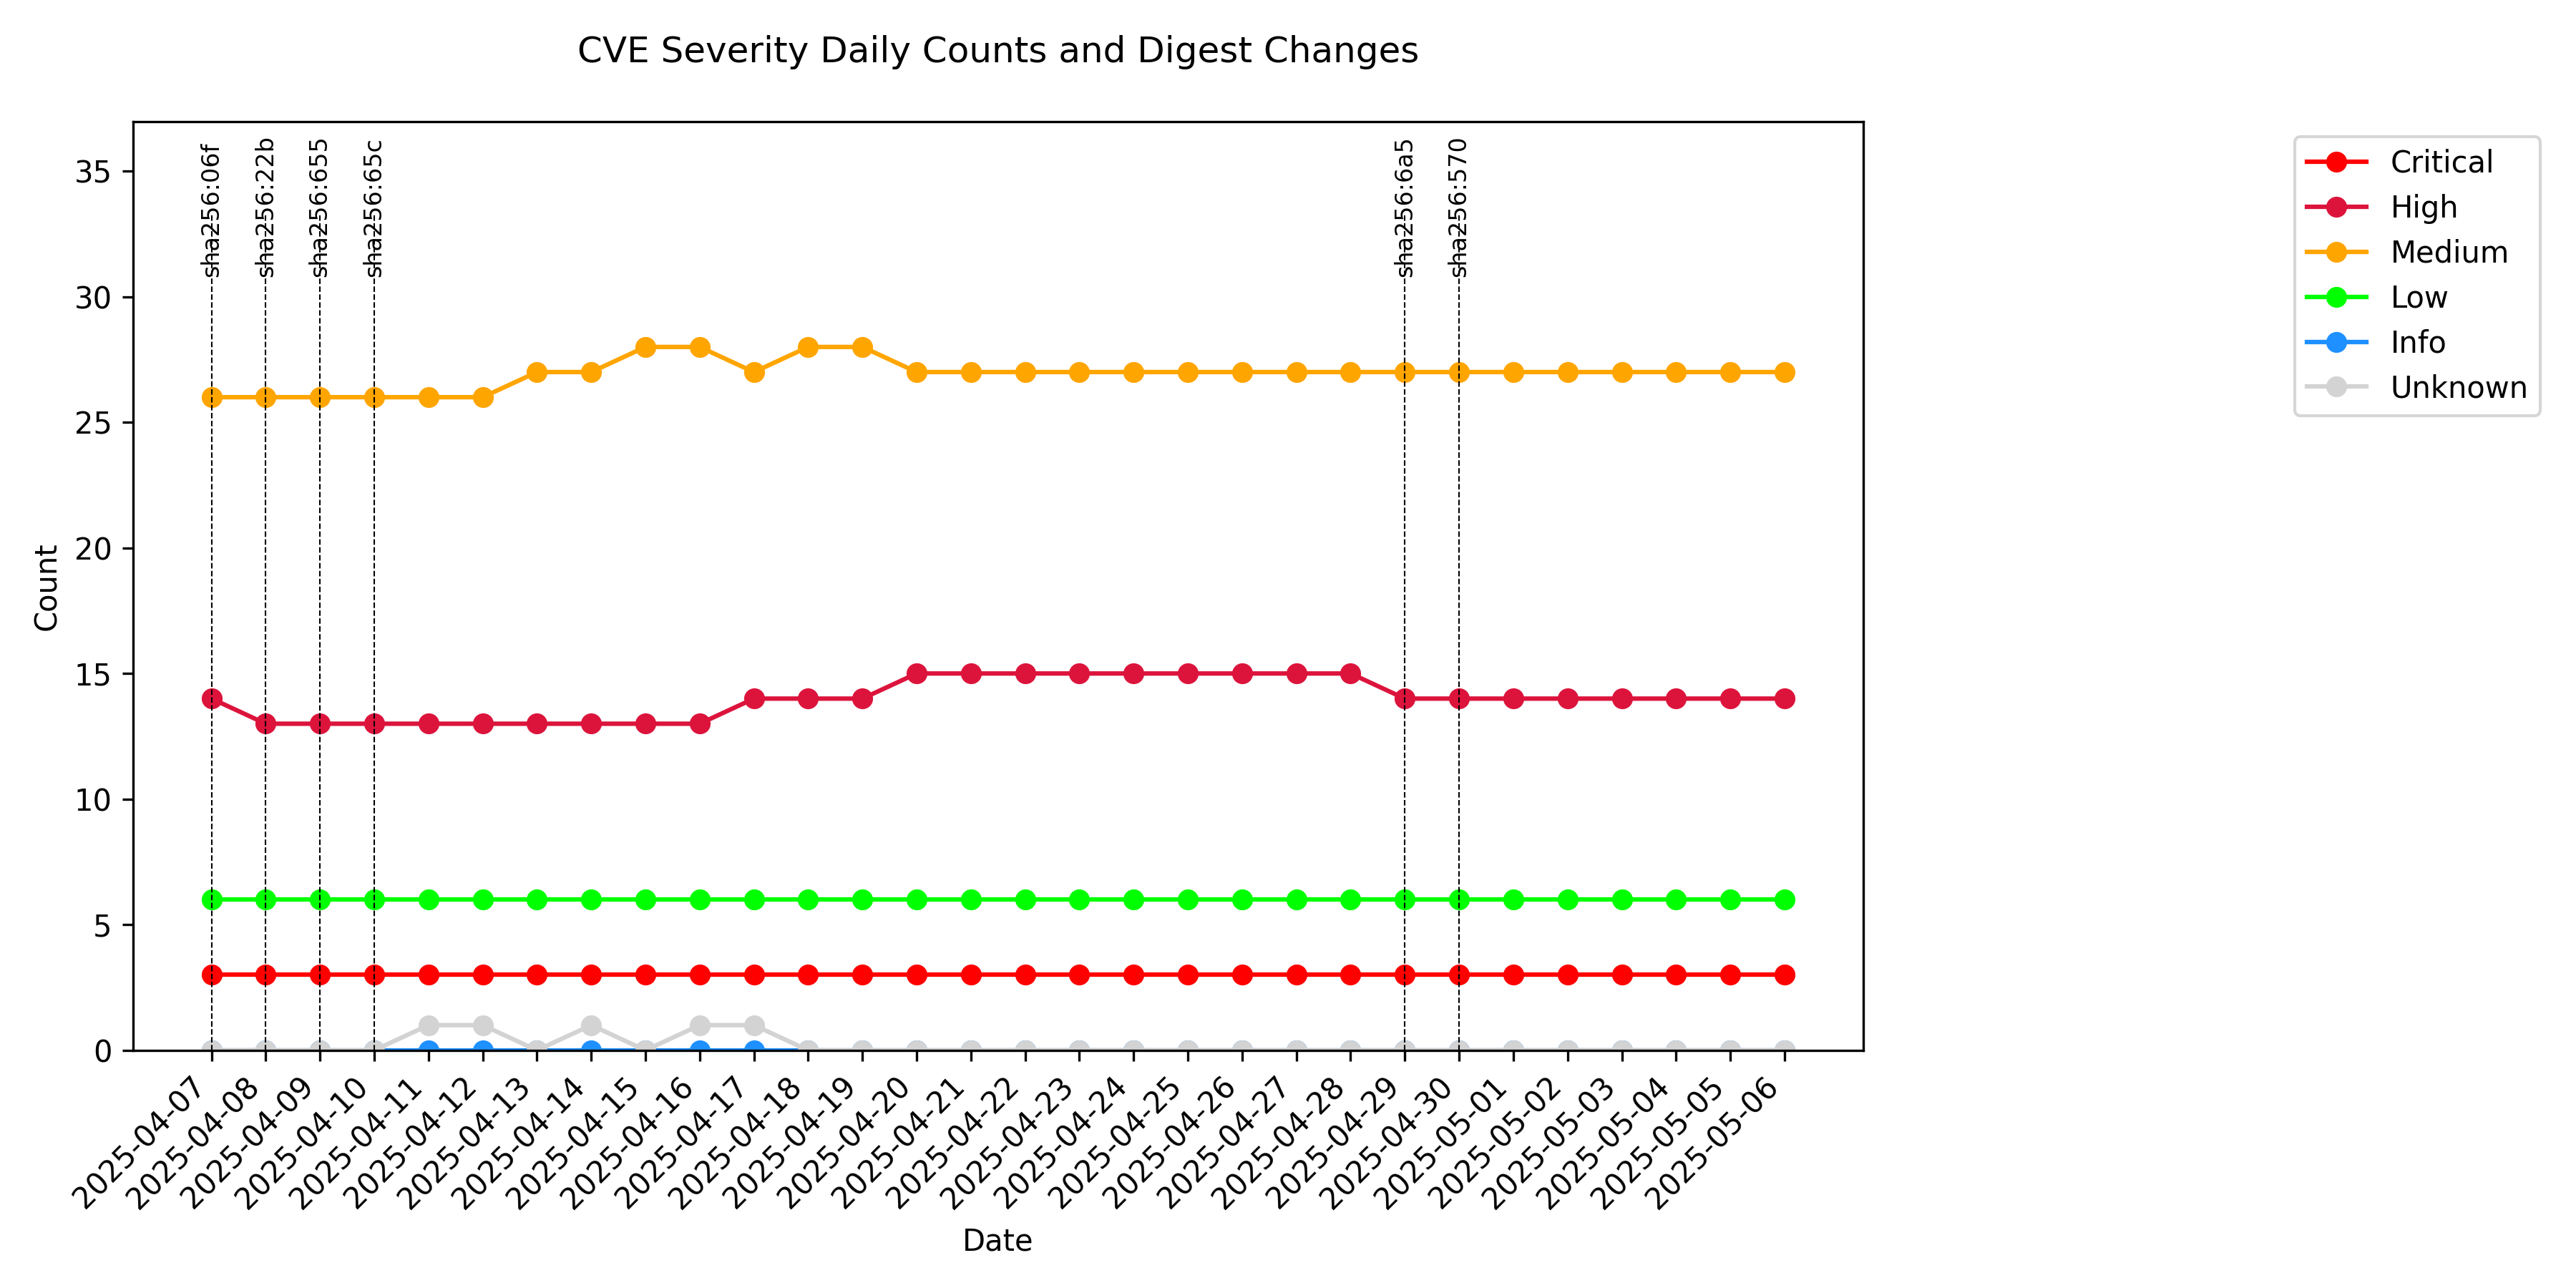 CVE Severity Daily Counts and Digest Changes
sha256:06f
sha256:22b
sha256:655
sha256:65c
sha256:6a5
sha256:570
Critical
High
Medium
Low
Info
Unknown
35
30
25
20
15
10
5
0
Count
2025-04-07
2025-04-08
2025-04-09
2025-04-10
2025-04-11
2025-04-12
2025-04-13
2025-04-14
2025-04-15
2025-04-16
2025-04-17
2025-04-18
2025-04-19
2025-04-20
2025-04-21
2025-04-22
2025-04-23
2025-04-24
2025-04-25
2025-04-26
2025-04-27
2025-04-28
2025-04-29
2025-04-30
2025-05-01
2025-05-02
2025-05-03
2025-05-04
2025-05-05
2025-05-06
Date